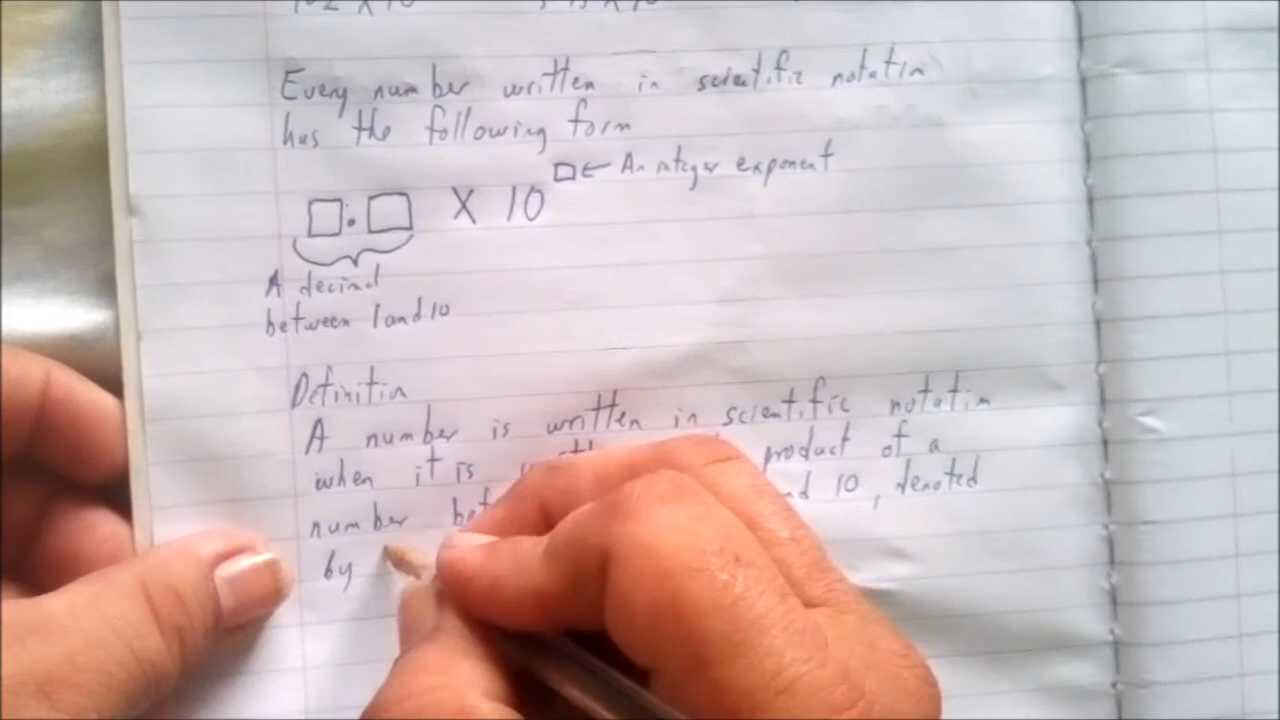 Every number written in scientific notation
has the following form
□.□ X 10 □ ← An integer exponent
A decimal
between 1 and 10
Definition
A number is written in scientific notation
when it is product of a
number 10, denoted
by